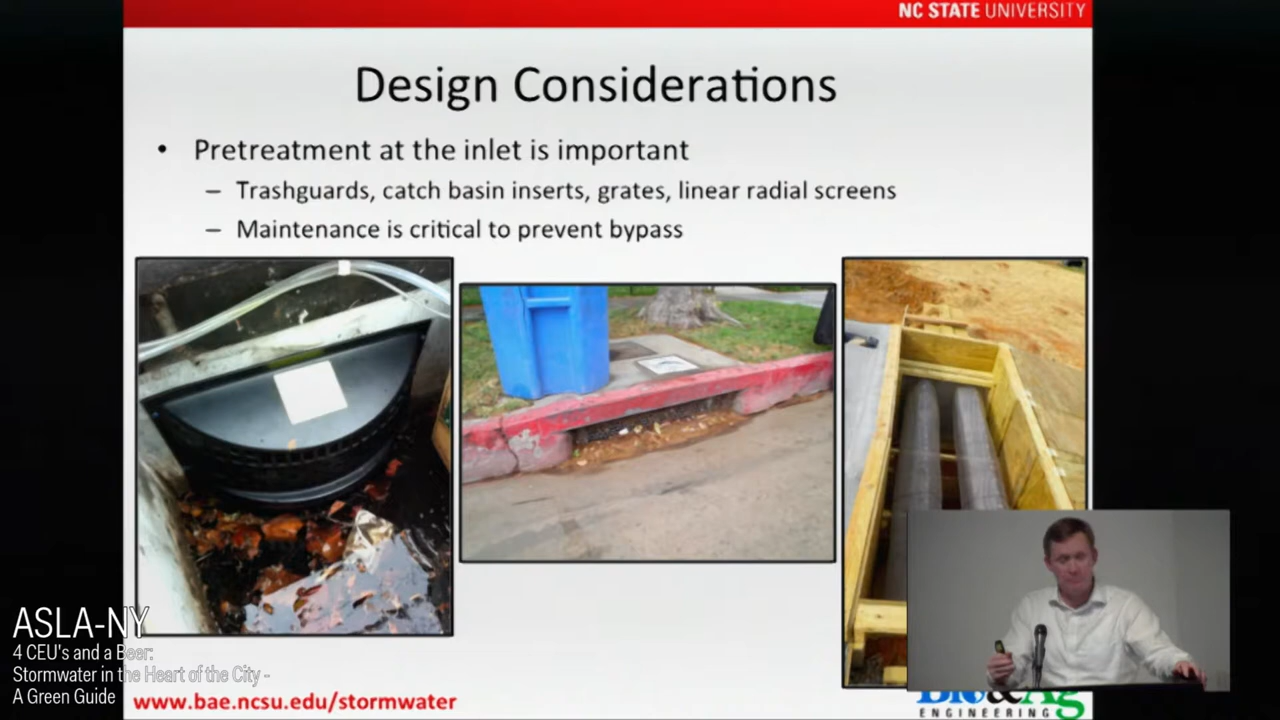 NC STATE UNIVERSITY
Design Considerations
• Pretreatment at the inlet is important
– Trashguards, catch basin inserts, grates, linear radial screens
– Maintenance is critical to prevent bypass
ASLA-NY
4 CEU's and a Beer:
Stormwater in the Heart of the City -
A Green Guide
www.bae.ncsu.edu/stormwater
Bio&Ag
ENGINEERING